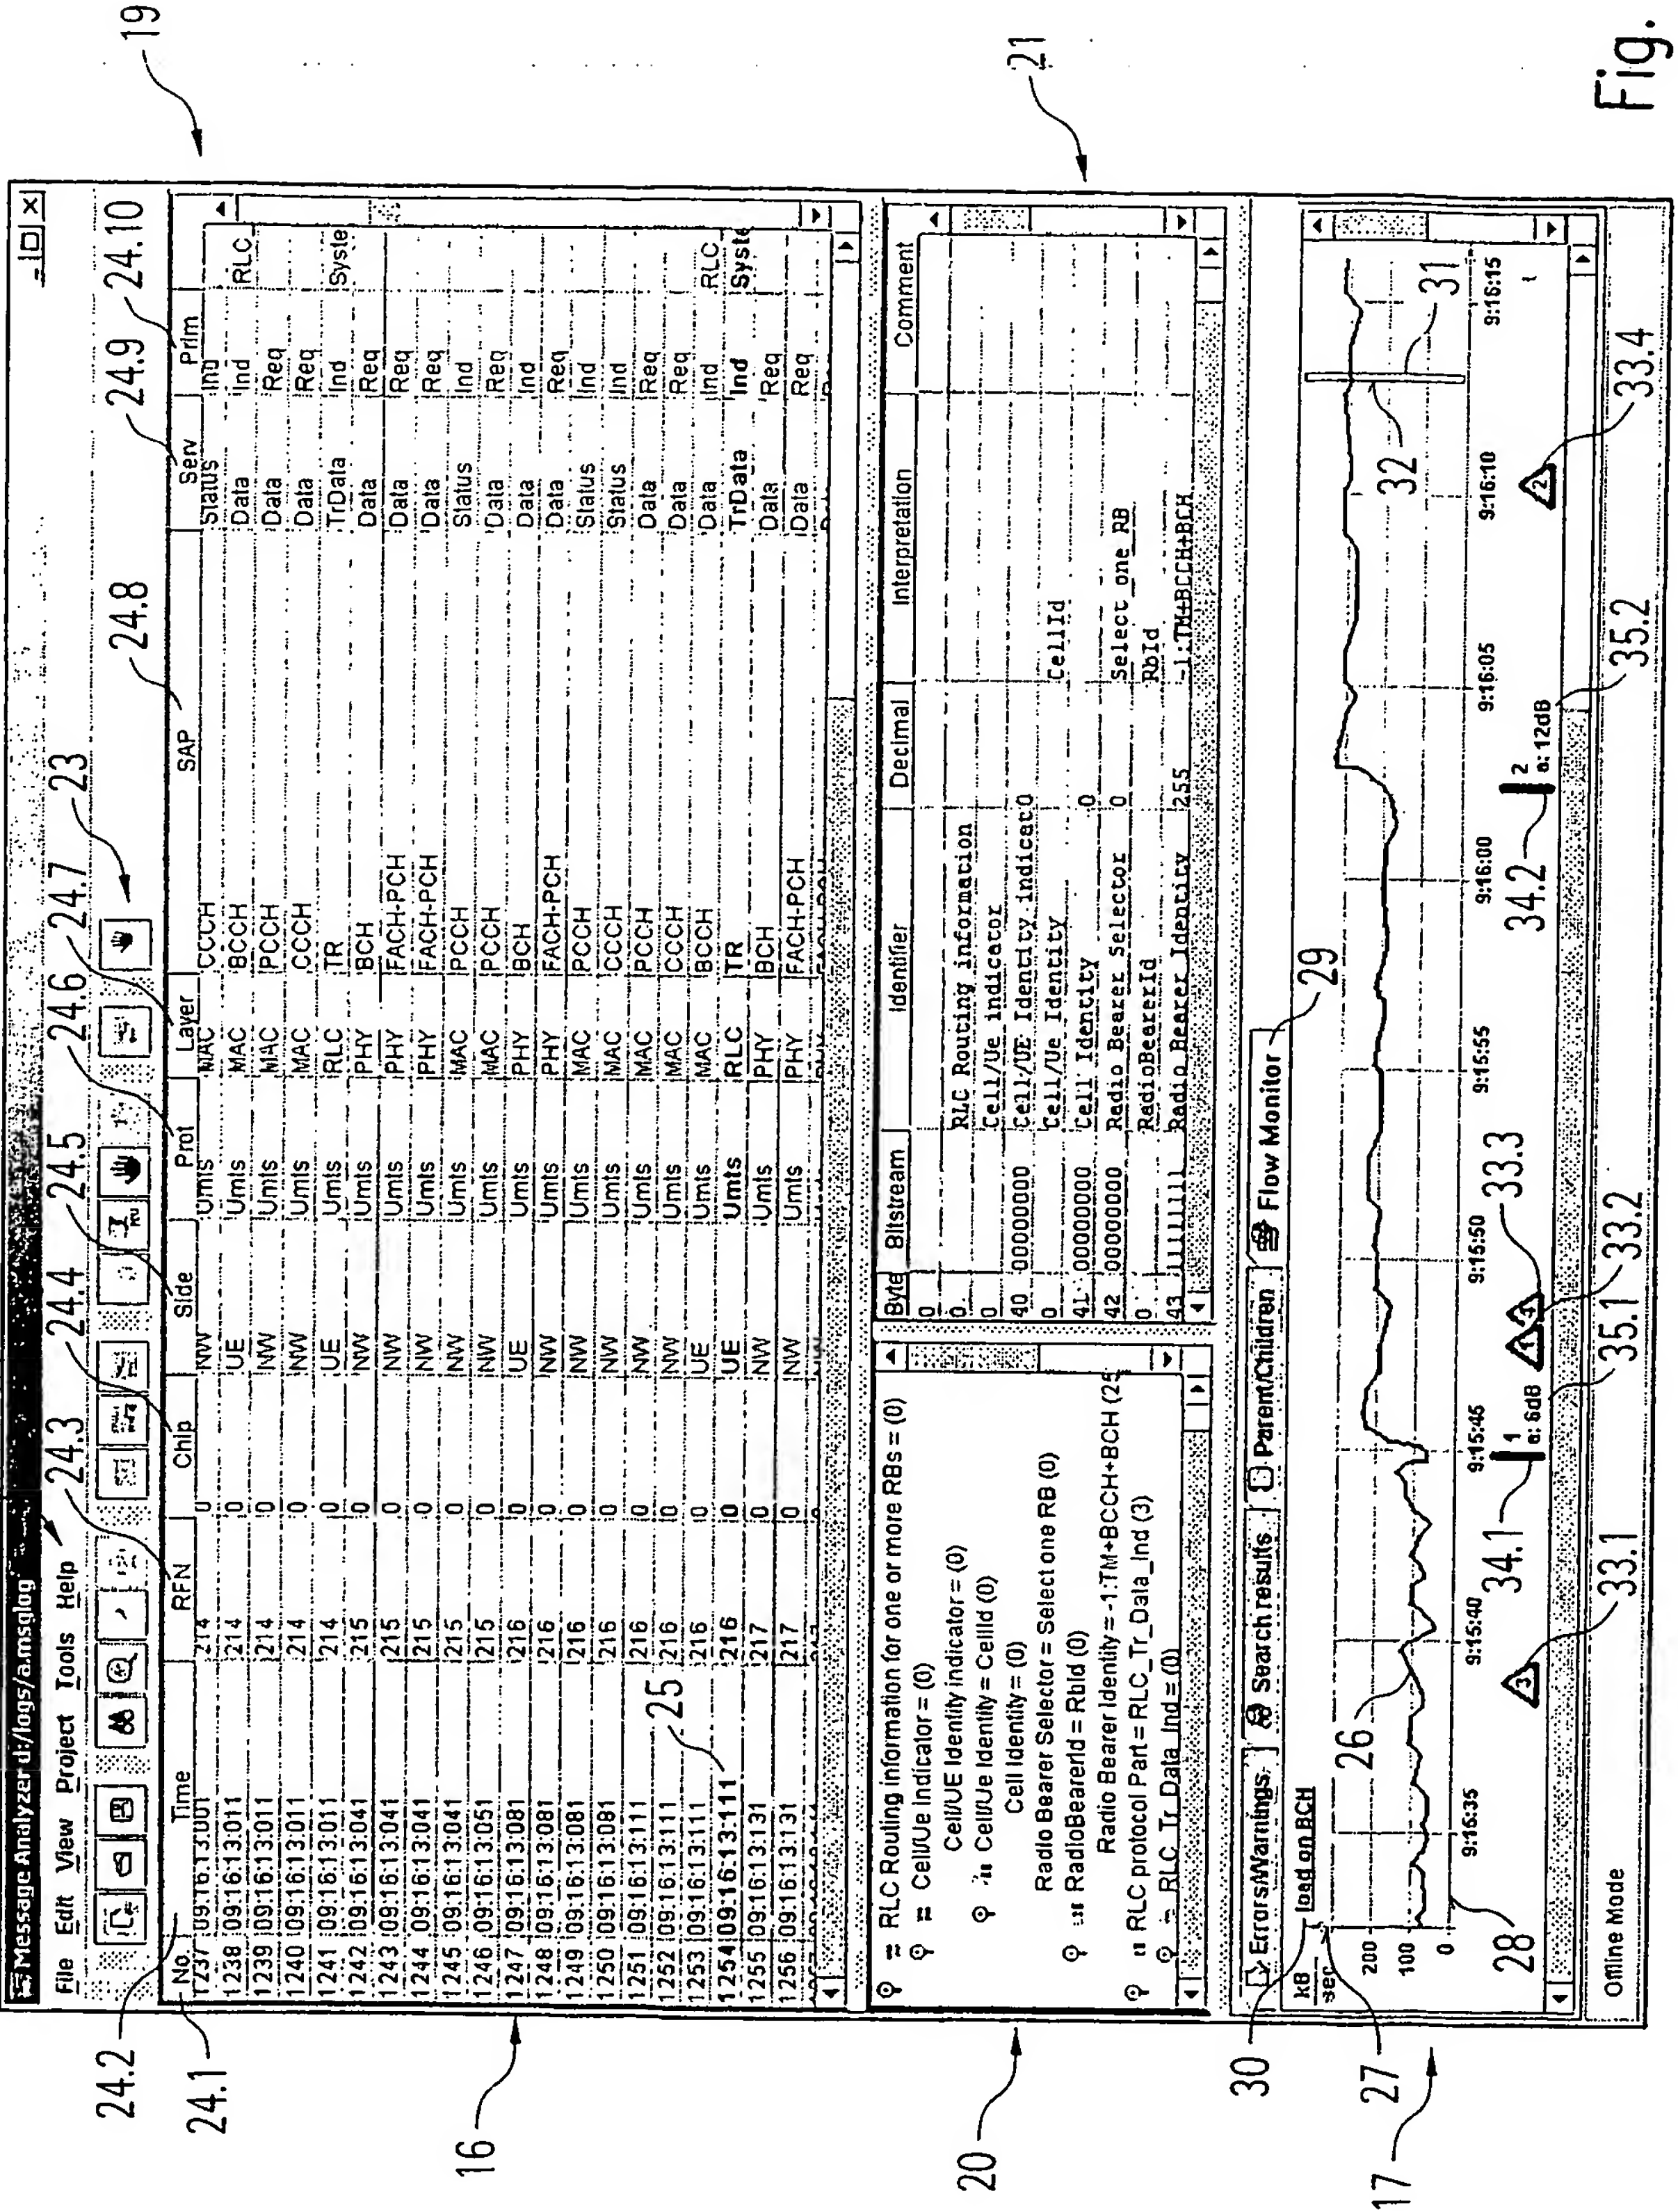 Message Analyzer d:/logs/a.msglog
File Edit View Project Tools Help
No. Time RFN Chip Side Prot Layer SAP Serv Prim
1237 09:16:13:001 214 0 NW Umts MAC CCCH Status Ind
1238 09:16:13:011 214 0 UE Umts MAC BCCH Data Ind RLC
1239 09:16:13:011 214 0 NW Umts MAC PCCH Data Req
1240 09:16:13:011 214 0 NW Umts MAC CCCH Data Req
1241 09:16:13:011 214 0 UE Umts RLC TR TrData Ind Syste
1242 09:16:13:041 215 0 NW Umts PHY BCH Data Req
1243 09:16:13:041 215 0 NW Umts PHY FACH-PCH Data Req
1244 09:16:13:041 215 0 NW Umts PHY FACH-PCH Data Req
1245 09:16:13:041 215 0 NW Umts MAC PCCH Status Ind
1246 09:16:13:051 215 0 NW Umts MAC PCCH Data Req
1247 09:16:13:081 216 0 UE Umts PHY BCH Data Ind
1248 09:16:13:081 216 0 NW Umts PHY FACH-PCH Data Req
1249 09:16:13:081 216 0 NW Umts MAC PCCH Status Ind
1250 09:16:13:081 216 0 NW Umts MAC CCCH Status Ind
1251 09:16:13:111 216 0 NW Umts MAC PCCH Data Req
1252 09:16:13:111 216 0 NW Umts MAC CCCH Data Req
1253 09:16:13:111 216 0 UE Umts MAC BCCH Data Ind RLC
1254 09:16:13:111 216 0 UE Umts RLC TR TrData Ind Syste
1255 09:16:13:131 217 0 NW Umts PHY BCH Data Req
1256 09:16:13:131 217 0 NW Umts PHY FACH-PCH Data Req
RLC Routing information for one or more RBs = (0)
Cell/Ue Indicator = (0)
Cell/UE Identity indicator = (0)
Cell/Ue Identity = CellId (0)
Cell Identity = (0)
Radio Bearer Selector = Select one RB (0)
RadioBearerId = RbId (0)
Radio Bearer Identity = -1:TM+BCCH+BCH (25
RLC protocol Part = RLC_Tr_Data_Ind (3)
RLC_Tr_Data_Ind = (0)
Byte Bitstream Identifier Decimal Interpretation Comment
0 RLC Routing information
0 Cell/Ue indicator
0 Cell/UE Identity indicat 0
40 00000000 Cell/Ue Identity CellId
0 Cell Identity 0
41 00000000 Radio Bearer Selector 0 Select_one RB
42 00000000 RadioBearerId RbId
0
43 11111111 Radio Bearer Identity 255 -1:TM+BCCH+BCH
Errors/Warnings Search results Parent/Children Flow Monitor
kB
sec
load on BCH
200
100
0
9:15:35 9:15:40 9:15:45 9:15:50 9:15:55 9:16:00 9:16:05 9:16:10 9:16:15
3
1
a: 6dB
1
4
2
a: 12dB
2
Offline Mode
24.1
24.2
24.3
24.4
24.5
24.6
24.7
23
24.8
24.9
24.10
19
16
25
20
21
30
27
17
28
26
29
31
32
33.1
34.1
35.1
33.2
33.3
34.2
35.2
33.4
Fig.